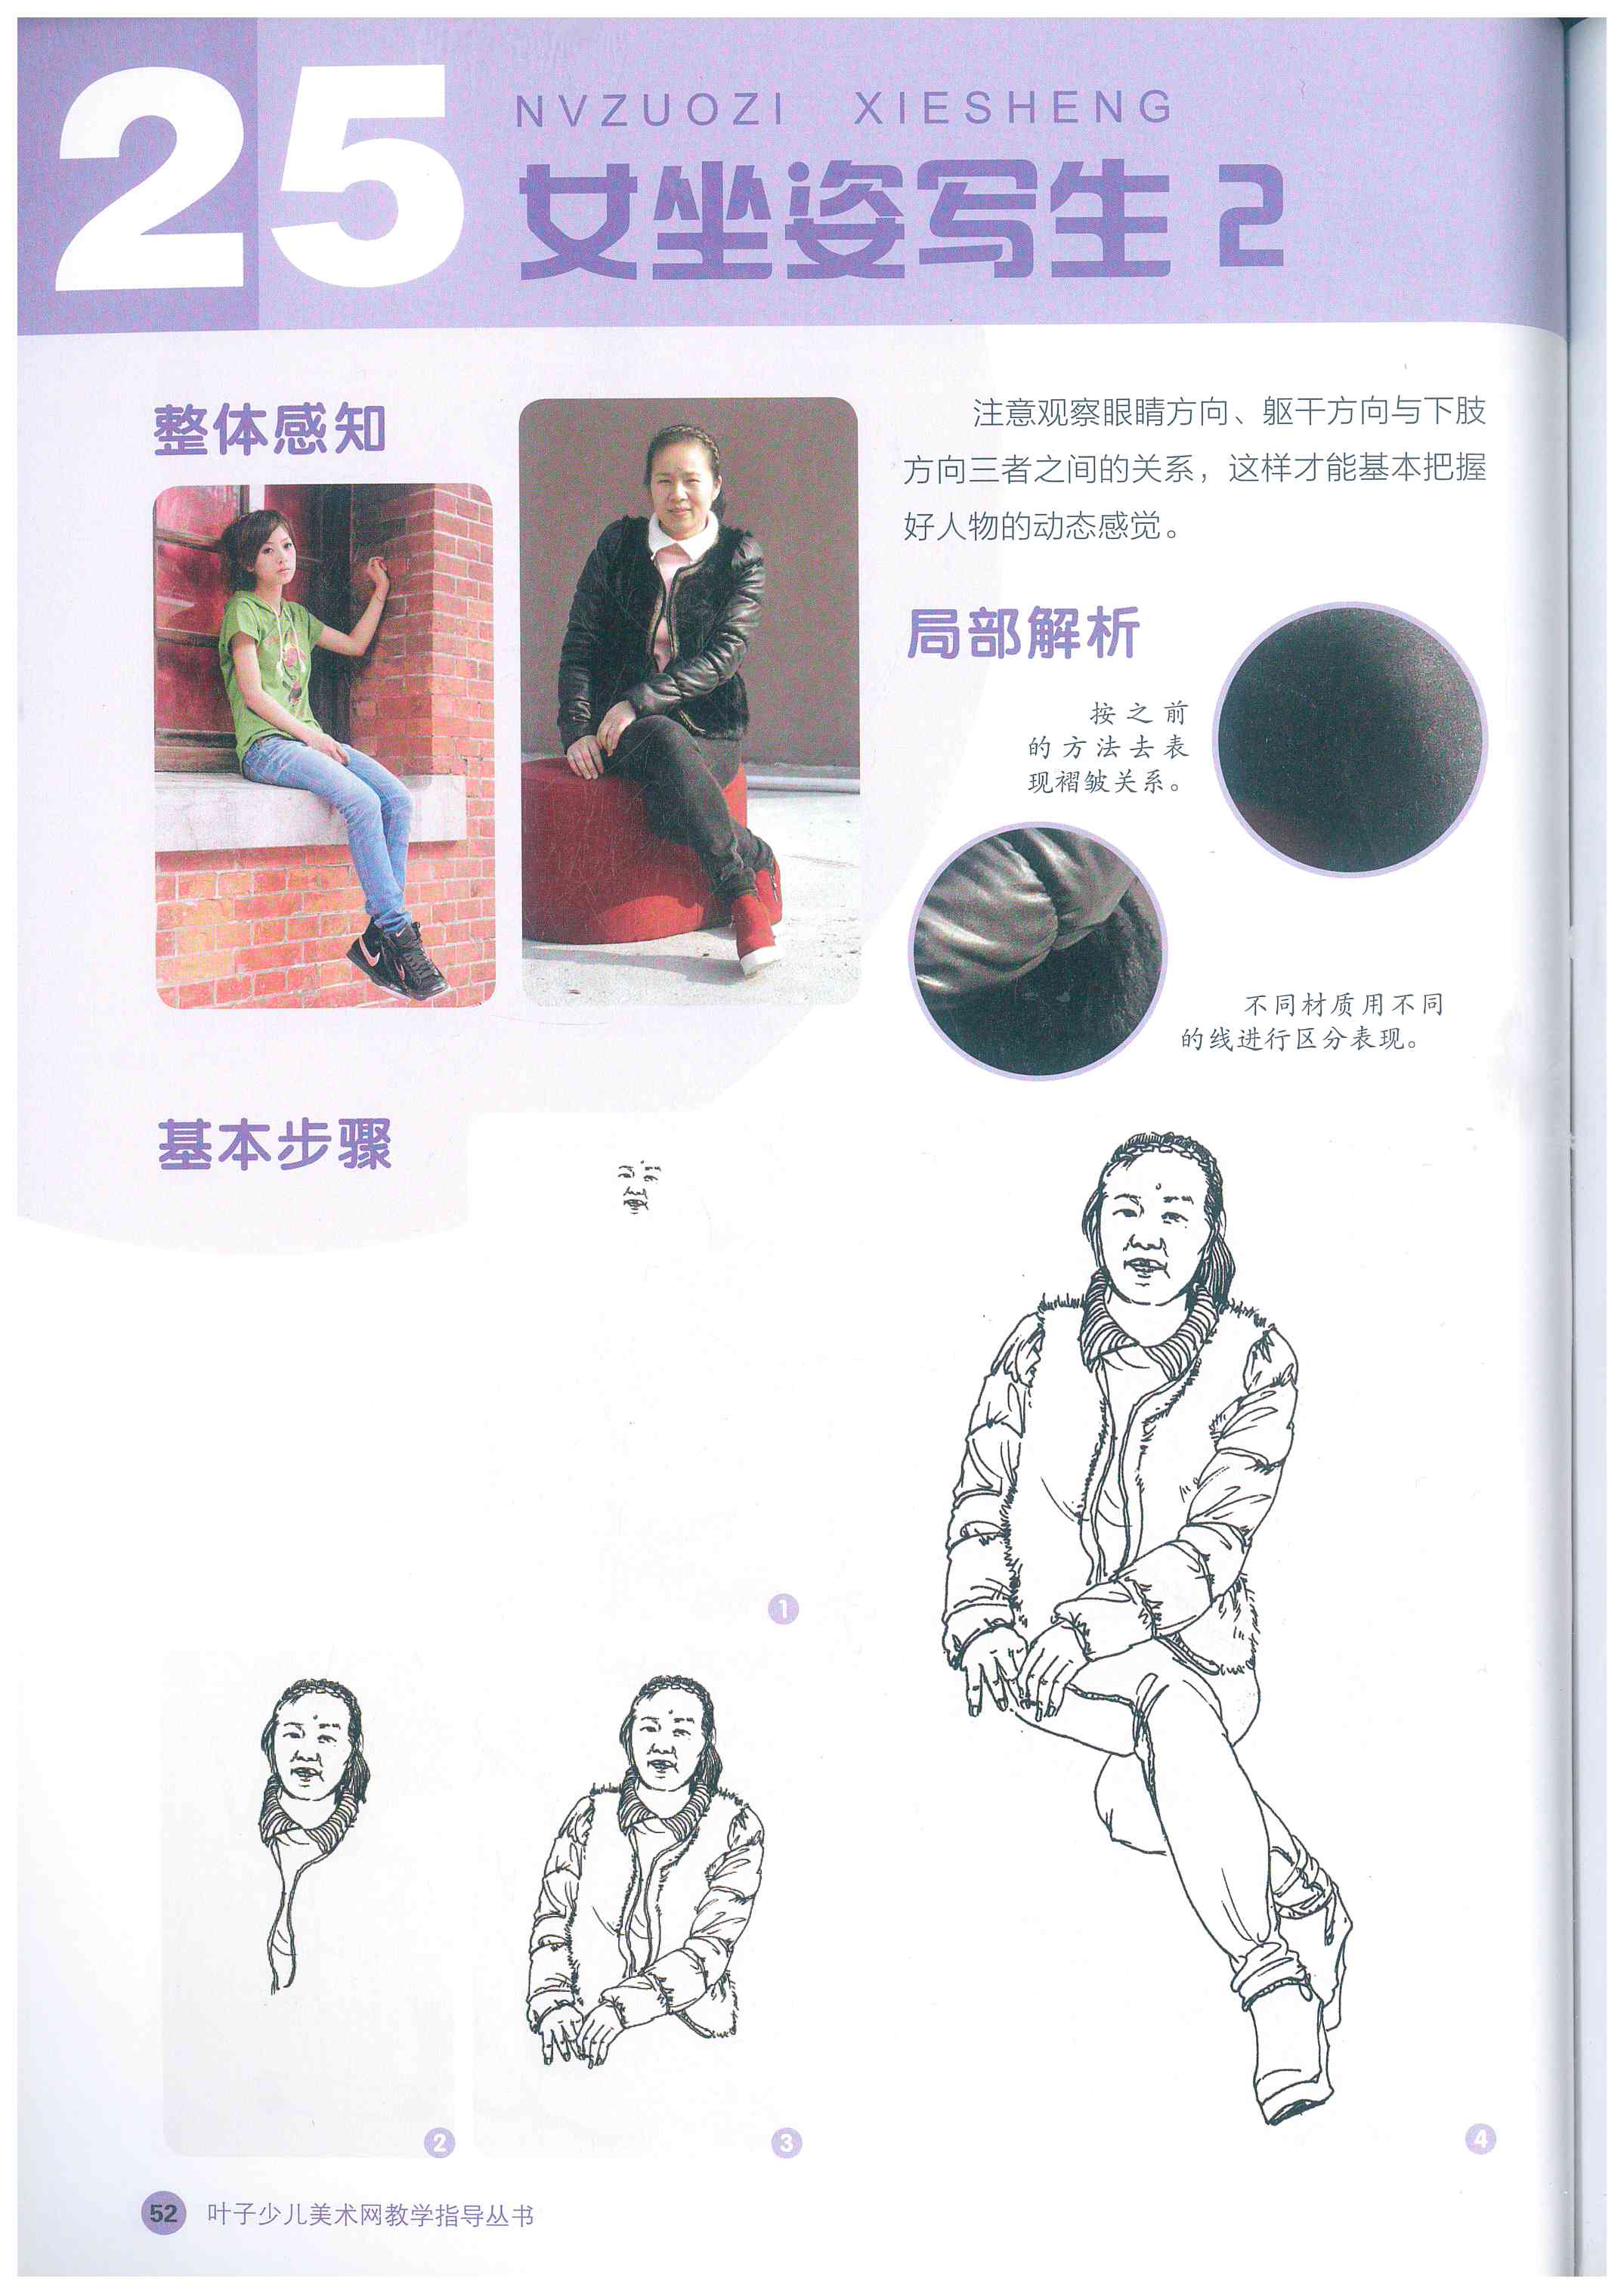 25
NVZUOZI XIESHENG
女坐姿写生 2
整体感知
注意观察眼睛方向、躯干方向与下肢
方向三者之间的关系，这样才能基本把握
好人物的动态感觉。
局部解析
按之前
的方法去表
现褶皱关系。
不同材质用不同
的线进行区分表现。
基本步骤
1
2
3
4
52 叶子少儿美术网教学指导丛书